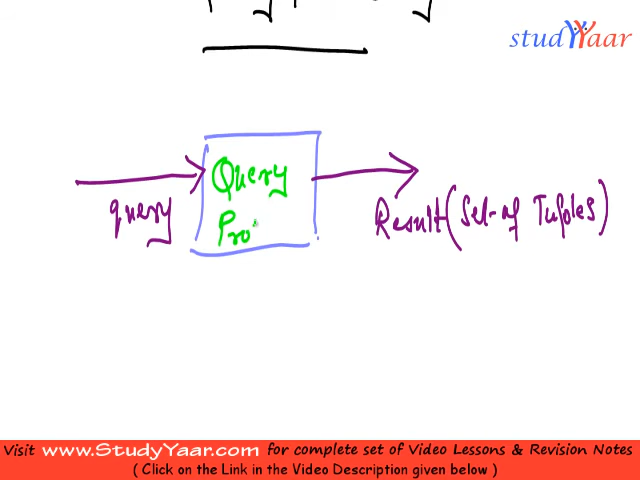 studYYaar
Query
Pro
query
Result (Set-of Tuples)
Visit www.StudyYaar.com for complete set of Video Lessons & Revision Notes
( Click on the Link in the Video Description given below )